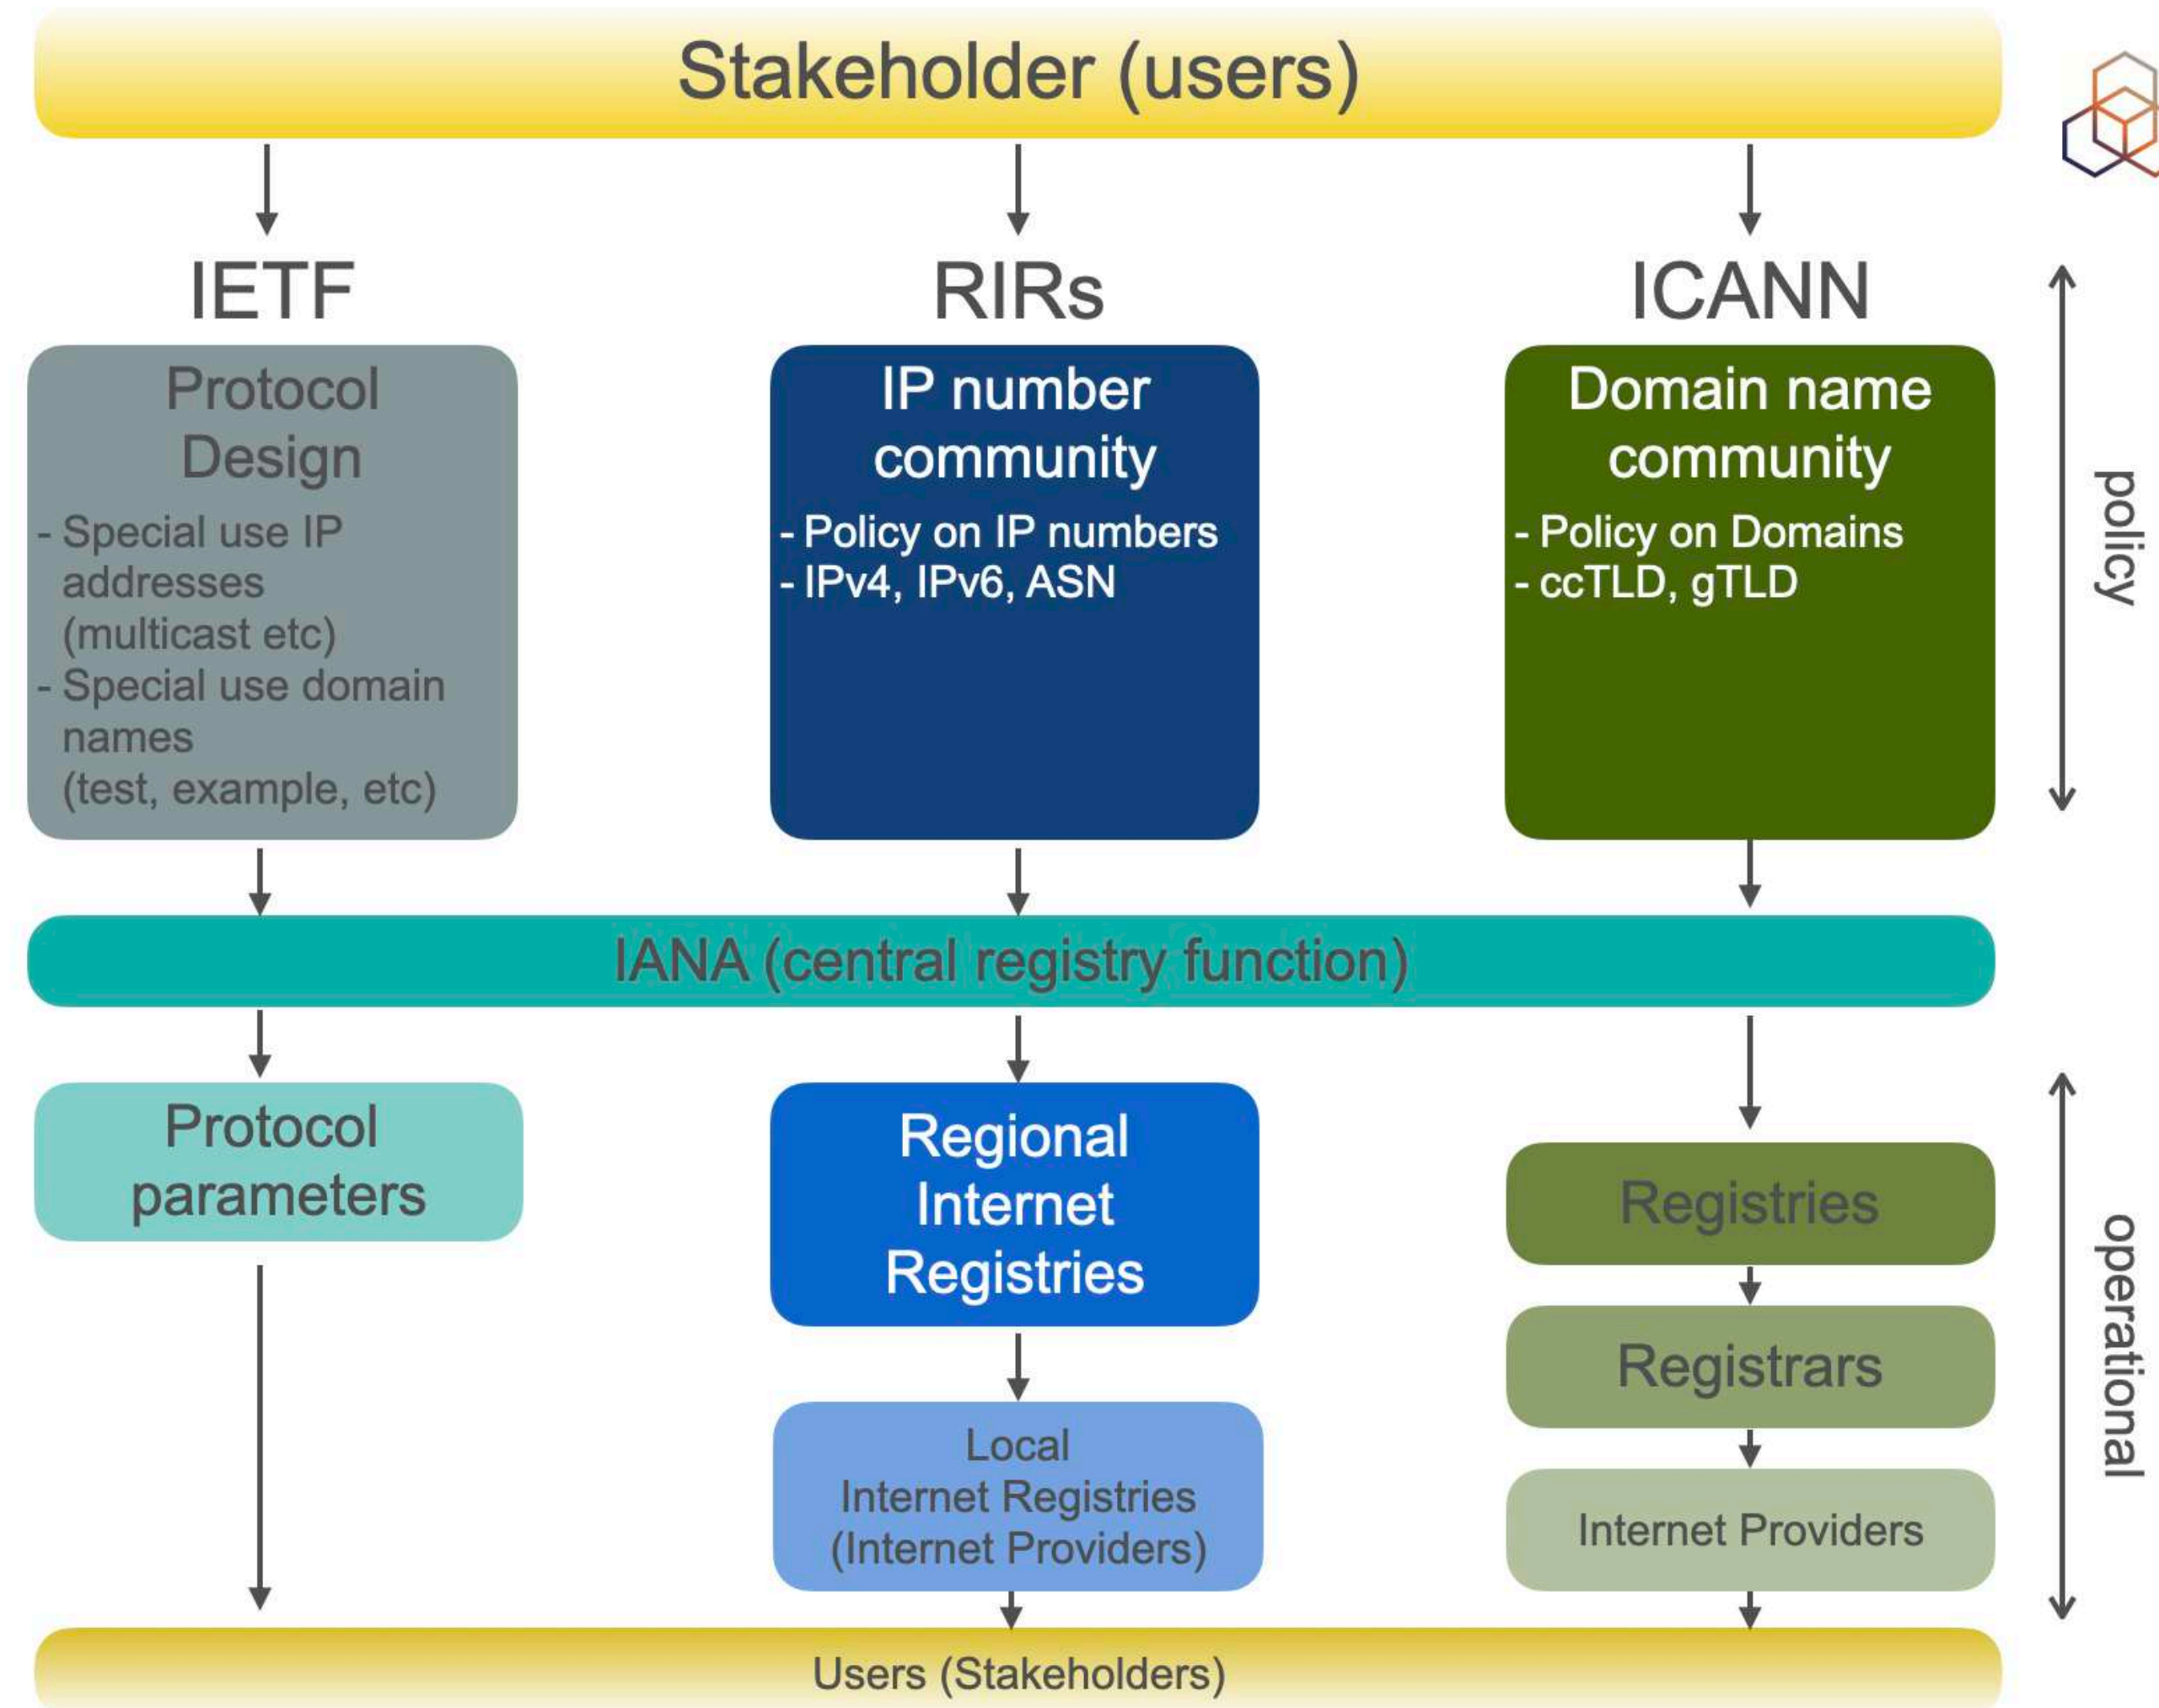 Stakeholder (users)
IETF
Protocol
Design
- Special use IP
addresses
(multicast etc)
- Special use domain
names
(test, example, etc)
RIRs
IP number
community
- Policy on IP numbers
- IPv4, IPv6, ASN
ICANN
Domain name
community
- Policy on Domains
- ccTLD, gTLD
policy
IANA (central registry function)
Protocol
parameters
Regional
Internet
Registries
Local
Internet Registries
(Internet Providers)
Registries
Registrars
Internet Providers
operational
Users (Stakeholders)